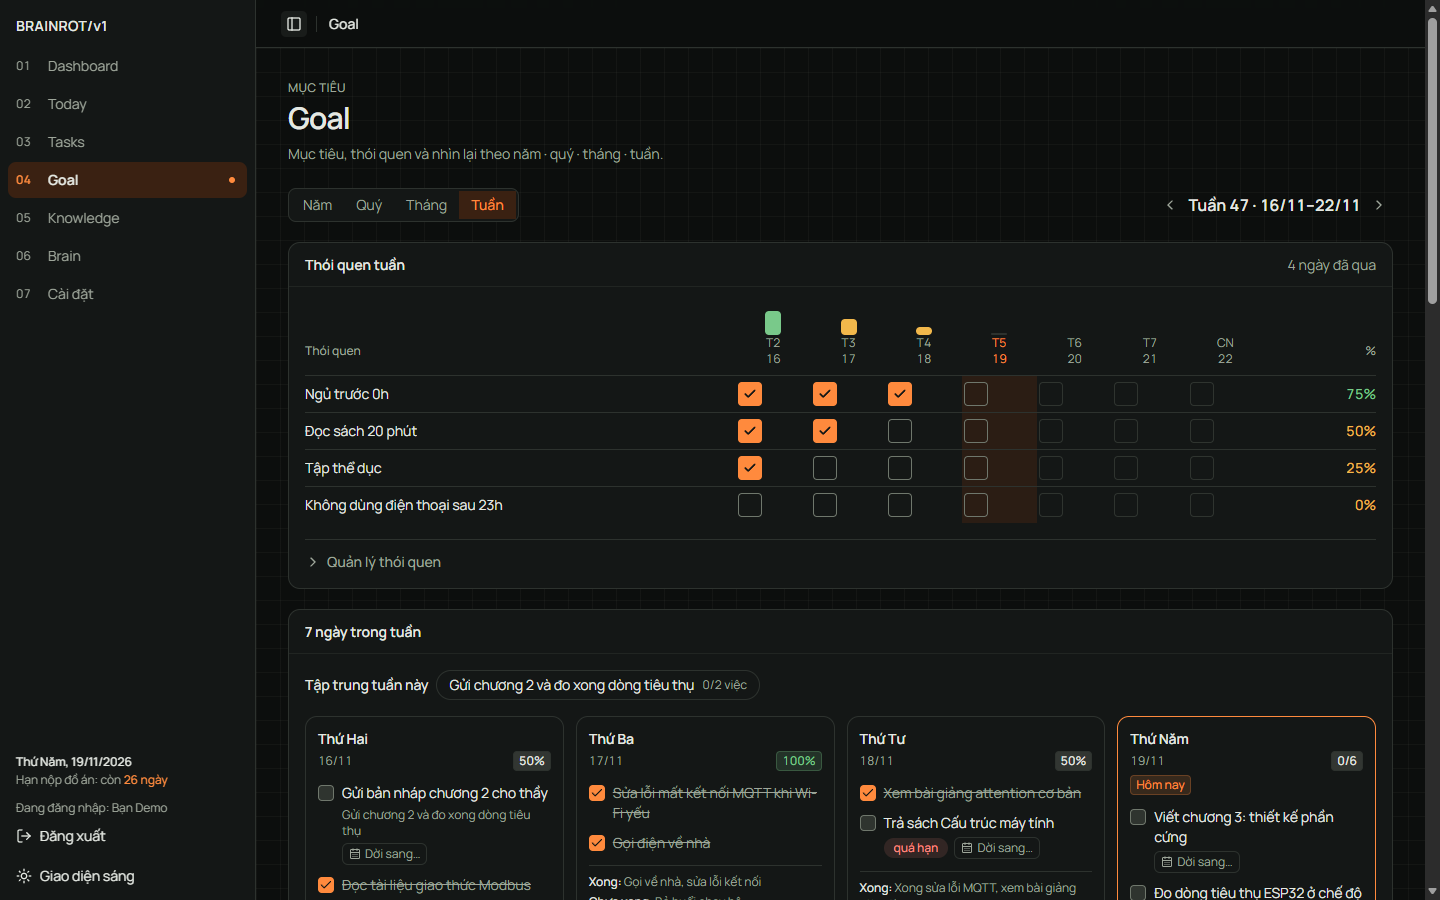 BRAINROT/v1
01 Dashboard
02 Today
03 Tasks
04 Goal
05 Knowledge
06 Brain
07 Cài đặt
Thứ Năm, 19/11/2026
Hạn nộp đồ án: còn 26 ngày
Đang đăng nhập: Bạn Demo
Đăng xuất
Giao diện sáng
Goal
MỤC TIÊU
Goal
Mục tiêu, thói quen và nhìn lại theo năm · quý · tháng · tuần.
Năm Quý Tháng Tuần
Tuần 47 · 16/11–22/11
Thói quen tuần
4 ngày đã qua
Thói quen T2 16 T3 17 T4 18 T5 19 T6 20 T7 21 CN 22 %
Ngủ trước 0h 75%
Đọc sách 20 phút 50%
Tập thể dục 25%
Không dùng điện thoại sau 23h 0%
Quản lý thói quen
7 ngày trong tuần
Tập trung tuần này Gửi chương 2 và đo xong dòng tiêu thụ 0/2 việc
Thứ Hai
16/11 50%
Gửi bản nháp chương 2 cho thầy
Gửi chương 2 và đo xong dòng tiêu
thụ
Dời sang...
Đọc tài liệu giao thức Modbus
Thứ Ba
17/11 100%
Sửa lỗi mất kết nối MQTT khi Wi-
Fi yếu
Gọi điện về nhà
Xong: Gọi về nhà, sửa lỗi kết nối
Thứ Tư
18/11 50%
Xem bài giảng attention cơ bản
Trả sách Cấu trúc máy tính
quá hạn Dời sang...
Xong: Xong sửa lỗi MQTT, xem bài giảng
Thứ Năm
19/11 0/6
Hôm nay
Viết chương 3: thiết kế phần
cứng
Dời sang...
Đo dòng tiêu thụ ESP32 ở chế độ